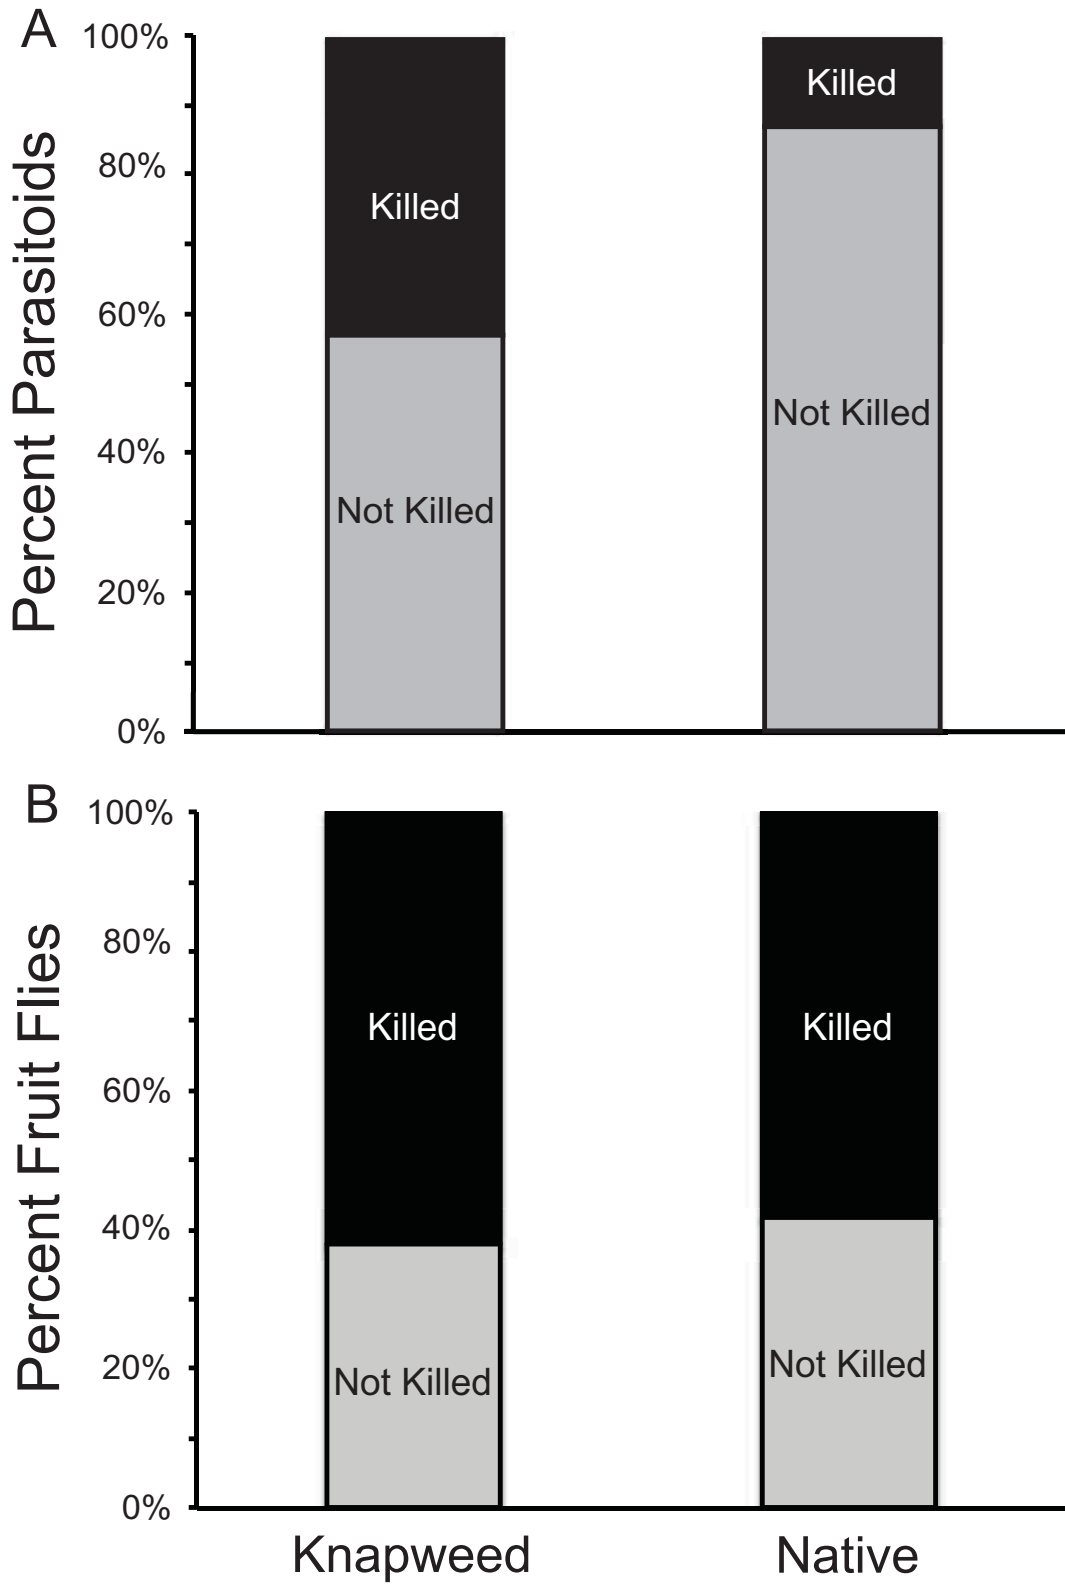 A
100%
80%
60%
40%
20%
0%
Percent Parasitoids
Killed
Not Killed
Killed
Not Killed
B
100%
80%
60%
40%
20%
0%
Percent Fruit Flies
Killed
Not Killed
Killed
Not Killed
Knapweed
Native